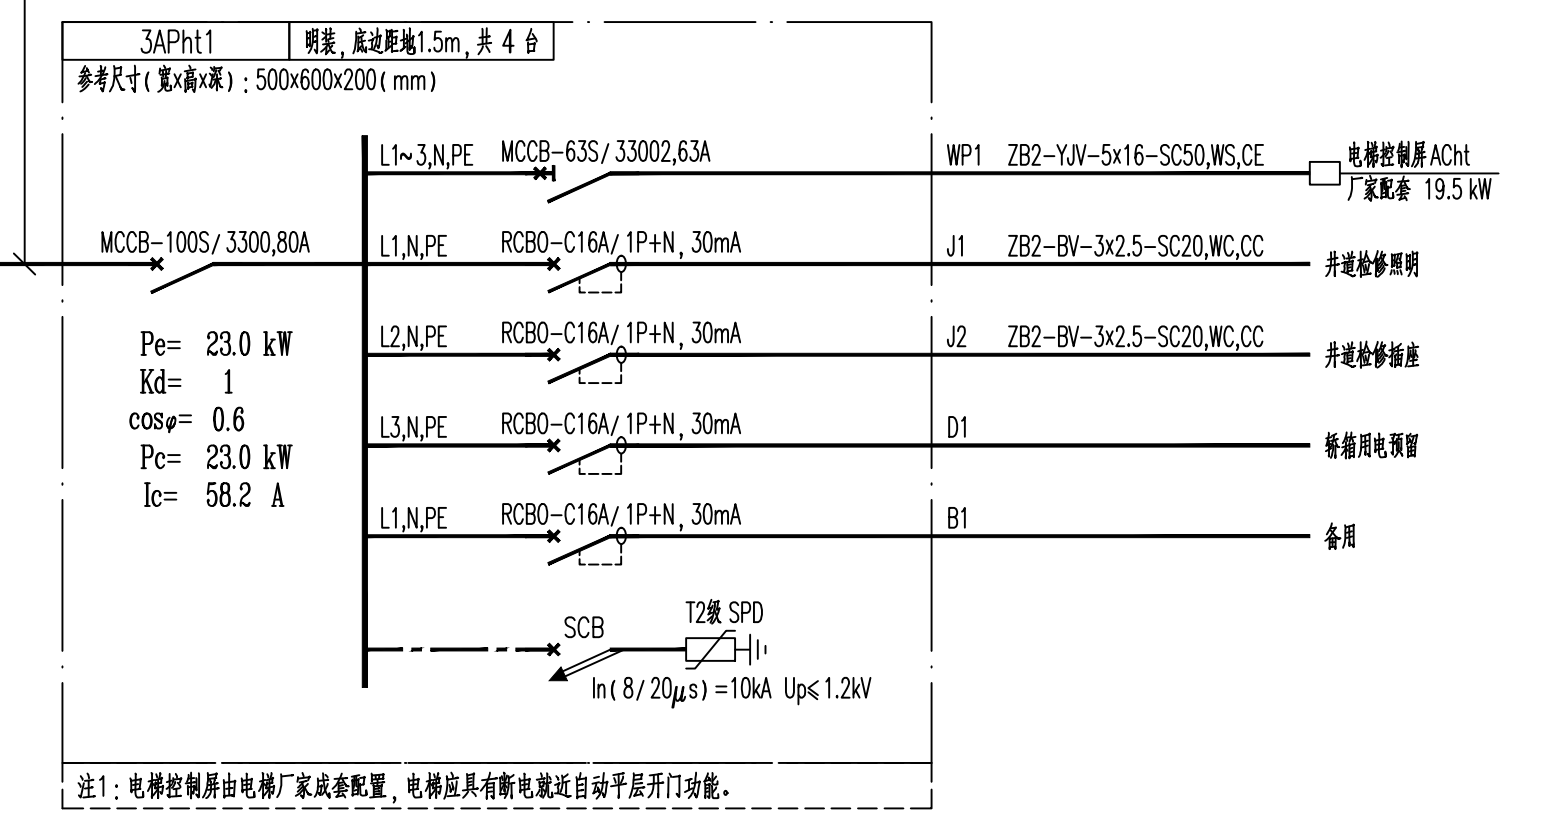 3APht1 明装,底边距地1.5m,共 4 台
参考尺寸(宽x高x深):500x600x200(mm)
L1~3,N,PE MCCB-63S/33002,63A WP1 ZB2-YJV-5x16-SC50,WS,CE 电梯控制屏ACht
厂家配套 19.5 kW
MCCB-100S/3300,80A L1,N,PE RCBO-C16A/1P+N,30mA J1 ZB2-BV-3x2.5-SC20,WC,CC 井道检修照明
Pe= 23.0 kW
L2,N,PE RCBO-C16A/1P+N,30mA J2 ZB2-BV-3x2.5-SC20,WC,CC 井道检修插座
Kd= 1
cosφ= 0.6
L3,N,PE RCBO-C16A/1P+N,30mA D1 轿箱用电预留
Pc= 23.0 kW
Ic= 58.2 A
L1,N,PE RCBO-C16A/1P+N,30mA B1 备用
SCB T2级 SPD
In(8/20μs)=10kA Up≤1.2kV
注1:电梯控制屏由电梯厂家成套配置,电梯应具有断电就近自动平层开门功能。